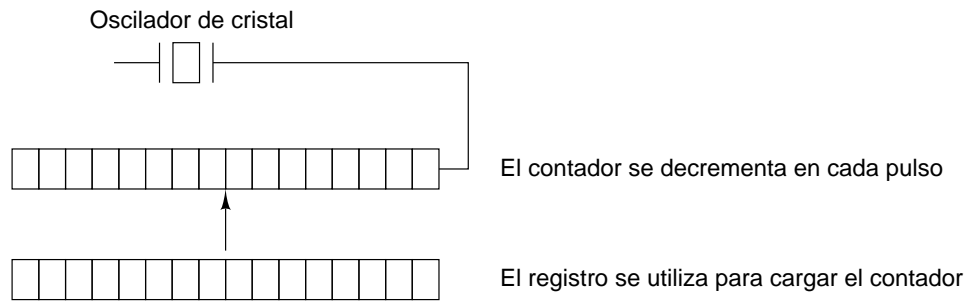 Oscilador de cristal
El contador se decrementa en cada pulso
El registro se utiliza para cargar el contador